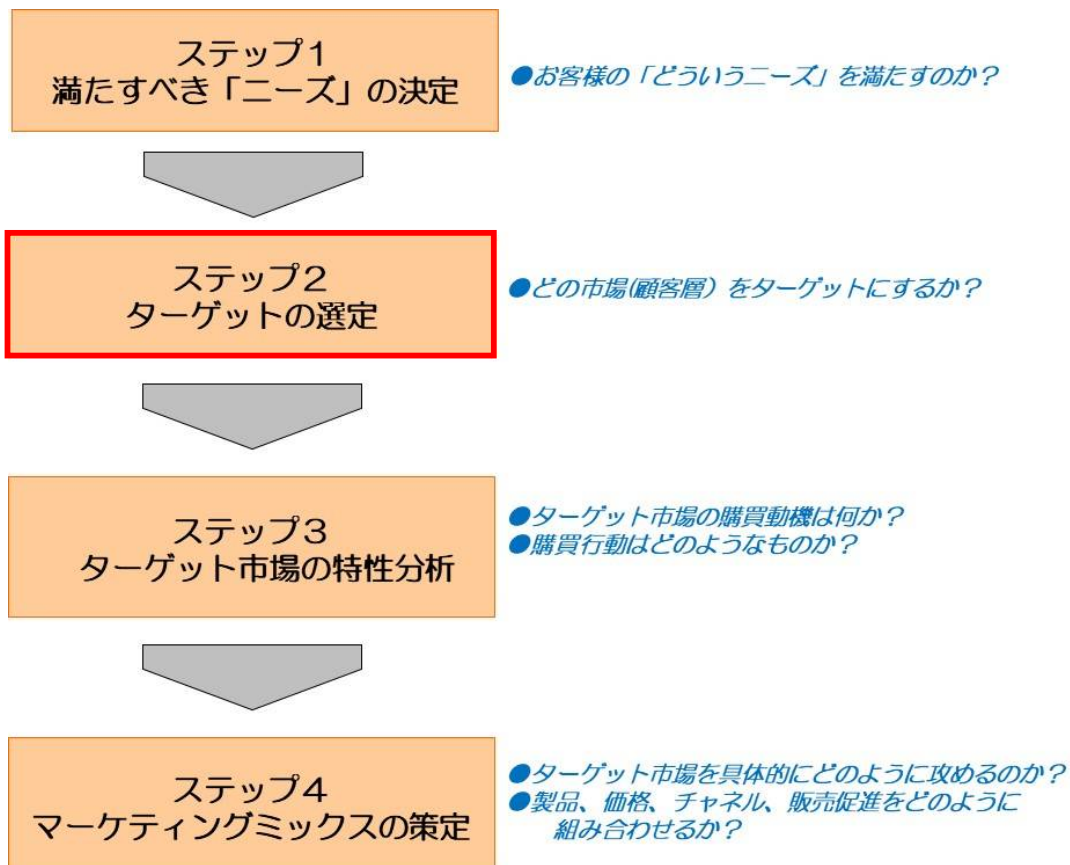 ステップ1
満たすべき「ニーズ」の決定
●お客様の「どういうニーズ」を満たすのか？
ステップ2
ターゲットの選定
●どの市場(顧客層）をターゲットにするか？
ステップ3
ターゲット市場の特性分析
●ターゲット市場の購買動機は何か？
●購買行動はどのようなものか？
ステップ4
マーケティングミックスの策定
●ターゲット市場を具体的にどのように攻めるのか？
●製品、価格、チャネル、販売促進をどのように
組み合わせるか？